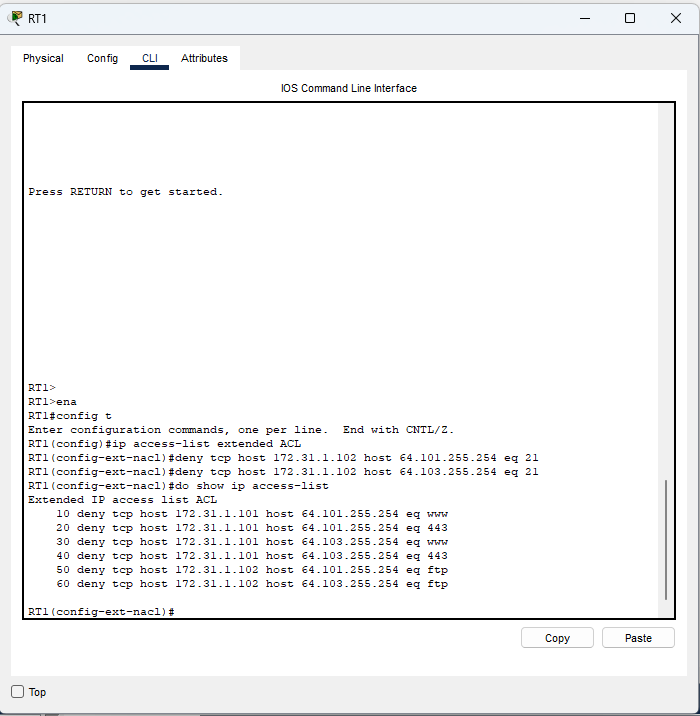 RT1
Physical Config CLI Attributes
IOS Command Line Interface
Press RETURN to get started.
RT1>
RT1>ena
RT1#config t
Enter configuration commands, one per line.  End with CNTL/Z.
RT1(config)#ip access-list extended ACL
RT1(config-ext-nacl)#deny tcp host 172.31.1.102 host 64.101.255.254 eq 21
RT1(config-ext-nacl)#deny tcp host 172.31.1.102 host 64.103.255.254 eq 21
RT1(config-ext-nacl)#do show ip access-list
Extended IP access list ACL
    10 deny tcp host 172.31.1.101 host 64.101.255.254 eq www
    20 deny tcp host 172.31.1.101 host 64.101.255.254 eq 443
    30 deny tcp host 172.31.1.101 host 64.103.255.254 eq www
    40 deny tcp host 172.31.1.101 host 64.103.255.254 eq 443
    50 deny tcp host 172.31.1.102 host 64.101.255.254 eq ftp
    60 deny tcp host 172.31.1.102 host 64.103.255.254 eq ftp
RT1(config-ext-nacl)#
Copy Paste
Top